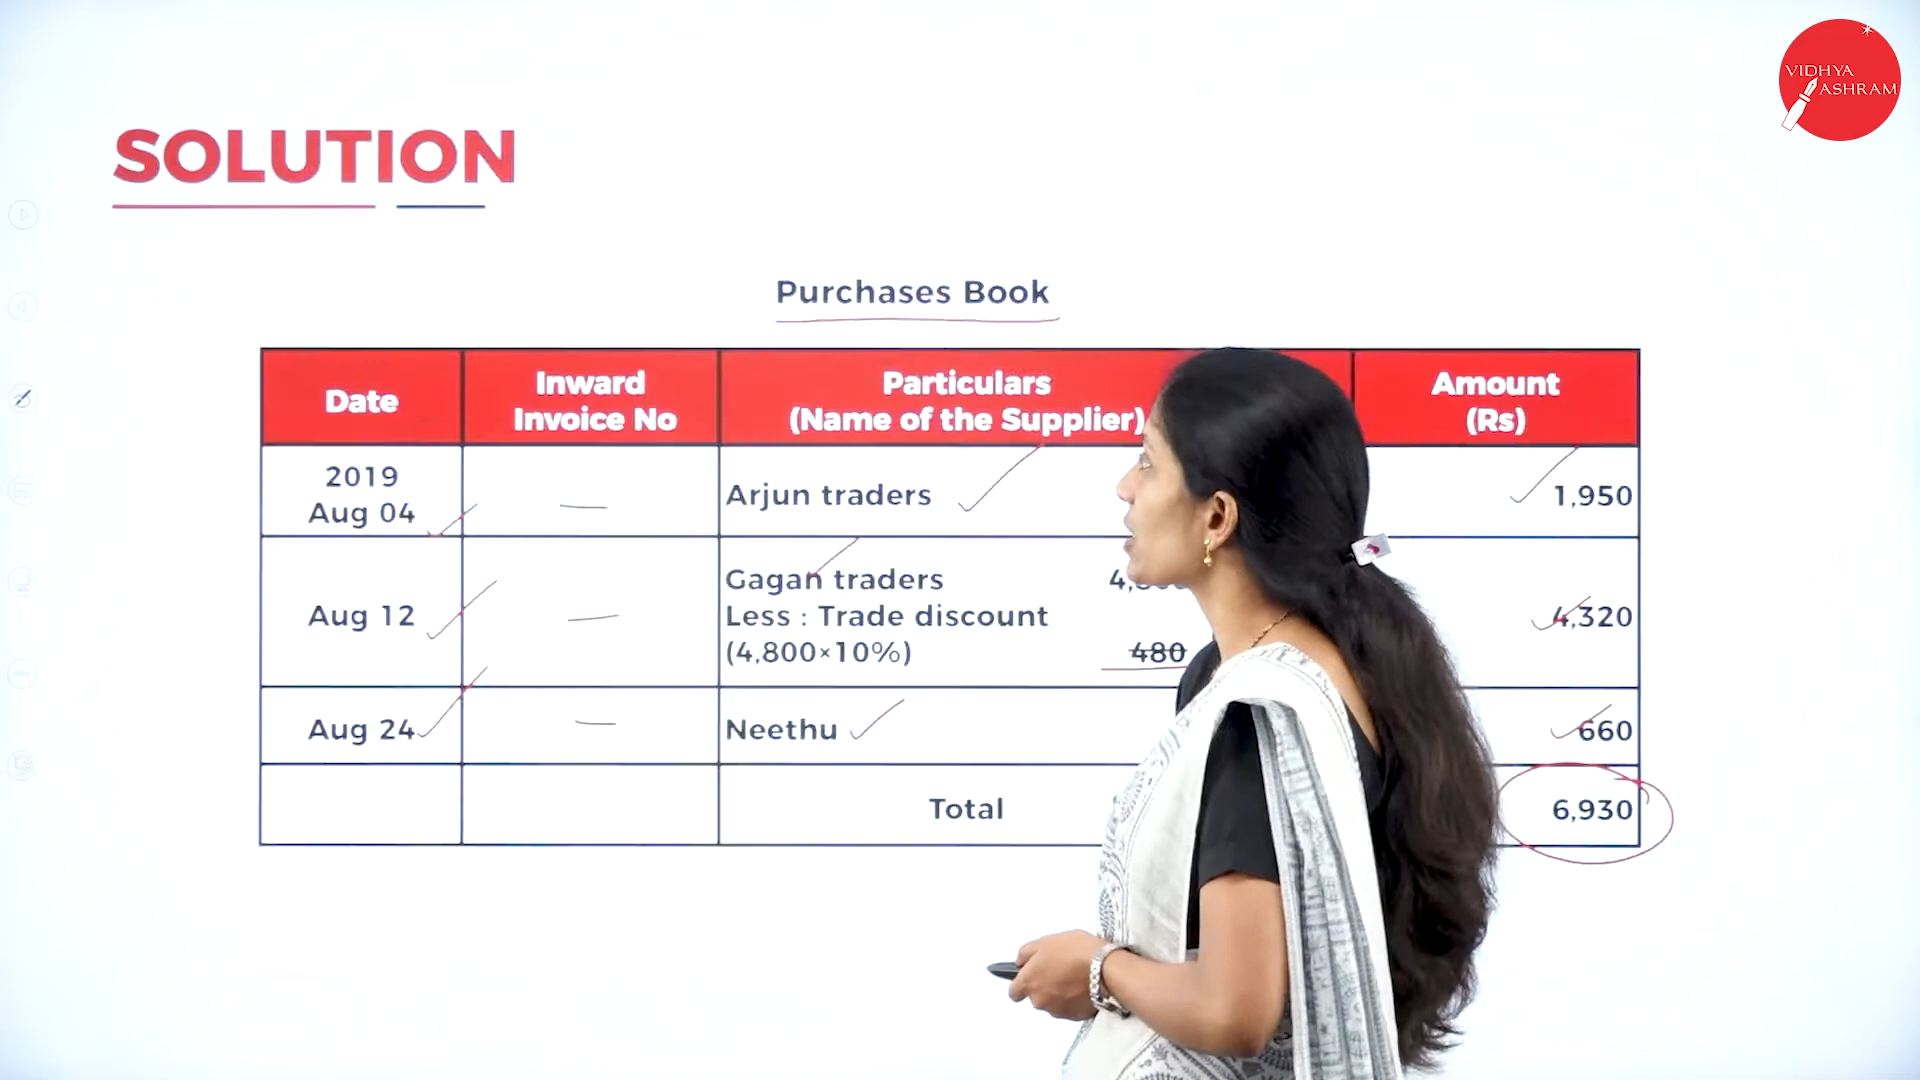 VIDHYA
ASHRAM
SOLUTION
Purchases Book
Date
Inward
Invoice No
Particulars
(Name of the Supplier)
Amount
(Rs)
2019
Aug 04
Arjun traders
1,950
Aug 12
Gagan traders
Less : Trade discount
(4,800×10%)
480
4,320
Aug 24
Neethu
660
Total
6,930